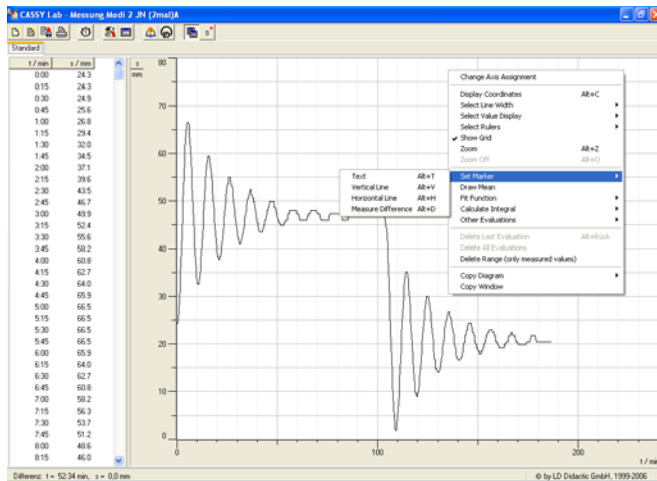 CASSY Lab - Messung Modi 2 JN (2mal)A
Standard
t / min s / mm
0:00 24.3
0:15 24.3
0:30 24.9
0:45 25.6
1:00 26.8
1:15 29.4
1:30 32.0
1:45 34.5
2:00 37.1
2:15 39.6
2:30 43.5
2:45 46.7
3:00 49.9
3:15 52.4
3:30 55.6
3:45 58.2
4:00 60.8
4:15 62.7
4:30 64.0
4:45 65.9
5:00 66.5
5:15 66.5
5:30 66.5
5:45 66.5
6:00 65.9
6:15 64.0
6:30 62.7
6:45 60.8
7:00 58.2
7:15 56.3
7:30 53.7
7:45 51.2
8:00 48.6
8:15 46.0
s
mm
80
70
60
50
40
30
20
10
0
0 100 200
t / min
Change Axis Assignment
Display Coordinates Alt+C
Select Line Width
Select Value Display
Select Rulers
Show Grid
Zoom Alt+Z
Zoom Off Alt+O
Set Marker
Draw Mean
Fit Function
Calculate Integral
Other Evaluations
Delete Last Evaluation Alt+Rück
Delete All Evaluations
Delete Range (only measured values)
Copy Diagram
Copy Window
Text Alt+T
Vertical Line Alt+V
Horizontal Line Alt+H
Measure Difference Alt+D
Differenz: t = 52:34 min, s = 0,0 mm
© by LD Didactic GmbH, 1999-2006